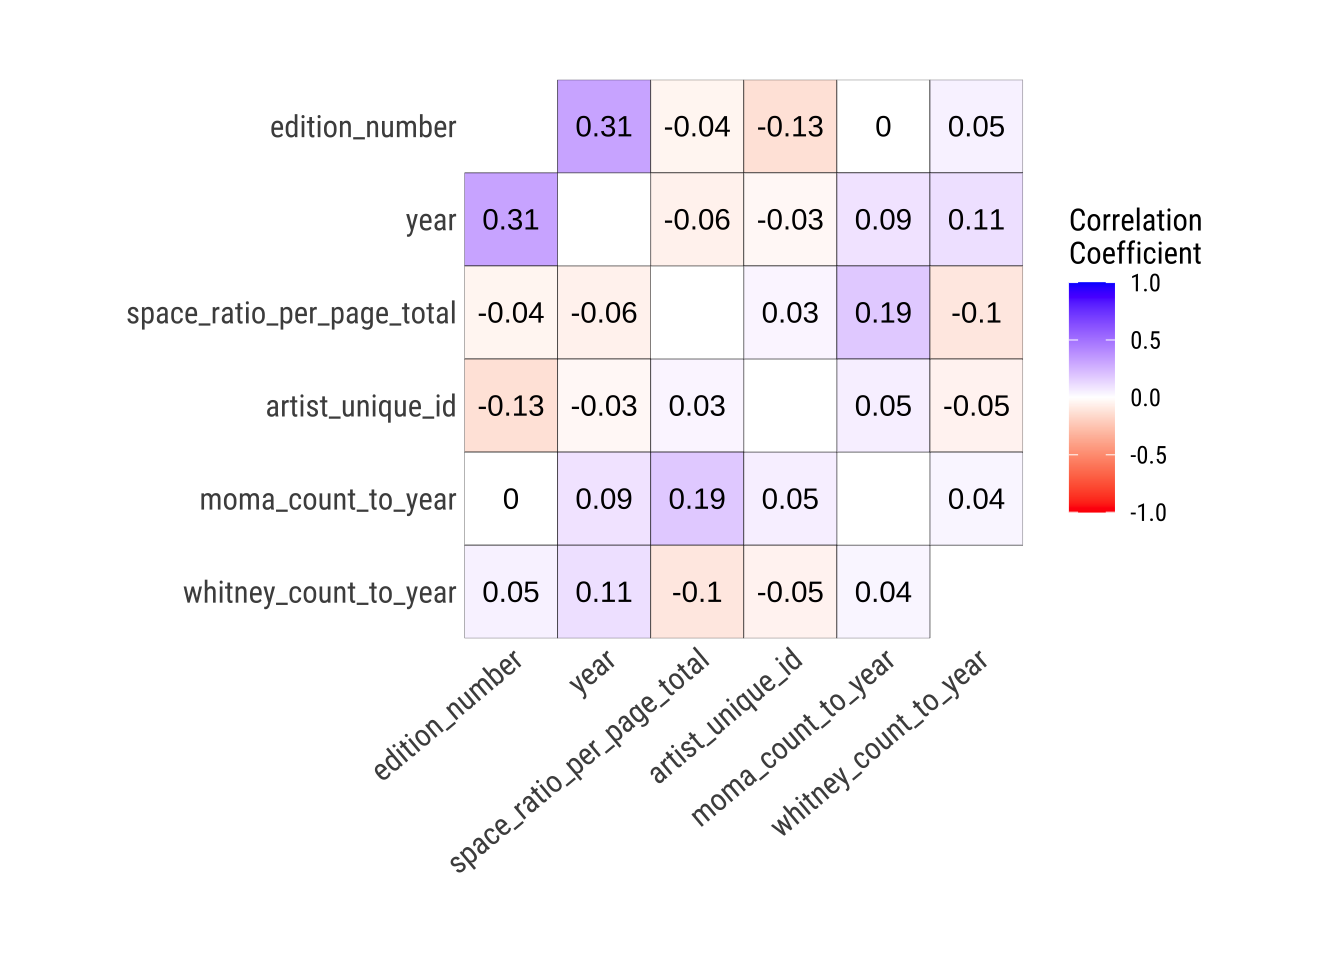 edition_number 0.31 -0.04 -0.13 0 0.05
year 0.31 -0.06 -0.03 0.09 0.11
space_ratio_per_page_total -0.04 -0.06 0.03 0.19 -0.1
artist_unique_id -0.13 -0.03 0.03 0.05 -0.05
moma_count_to_year 0 0.09 0.19 0.05 0.04
whitney_count_to_year 0.05 0.11 -0.1 -0.05 0.04
edition_number
year
space_ratio_per_page_total
artist_unique_id
moma_count_to_year
whitney_count_to_year
Correlation
Coefficient
1.0
0.5
0.0
-0.5
-1.0